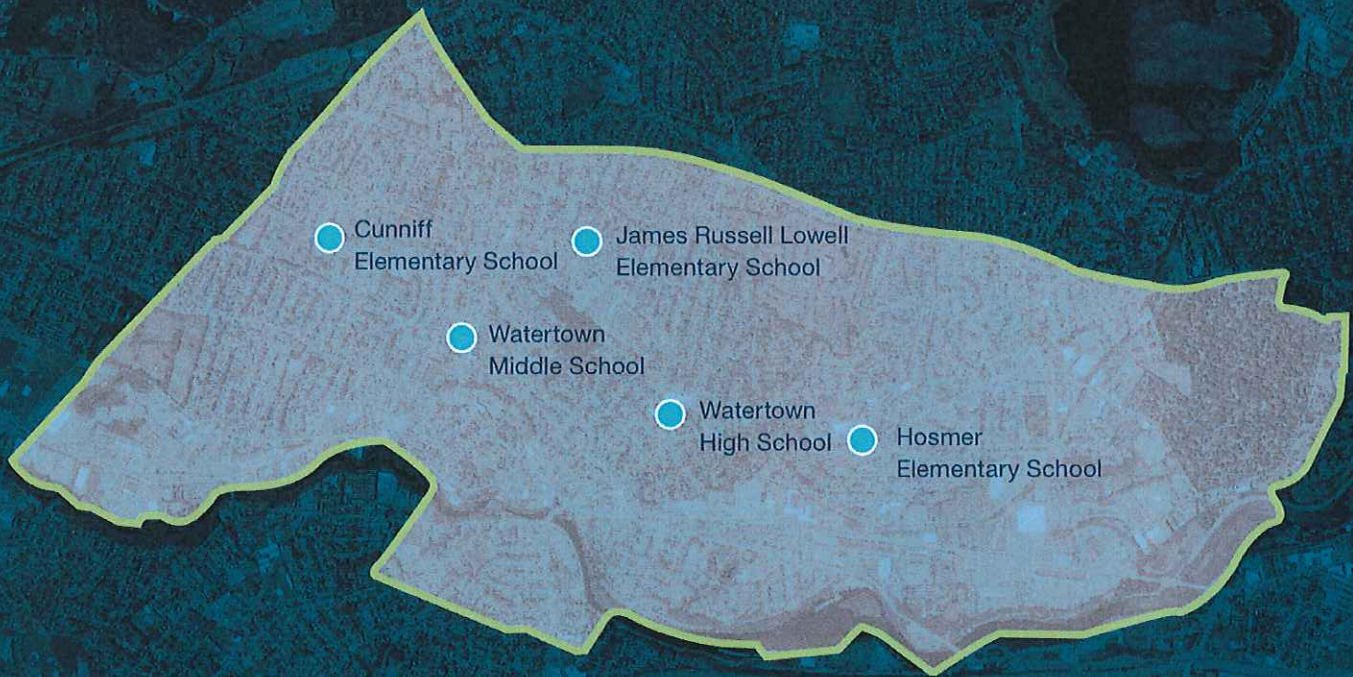 Cunniff
Elementary School
James Russell Lowell
Elementary School
Watertown
Middle School
Watertown
High School
Hosmer
Elementary School